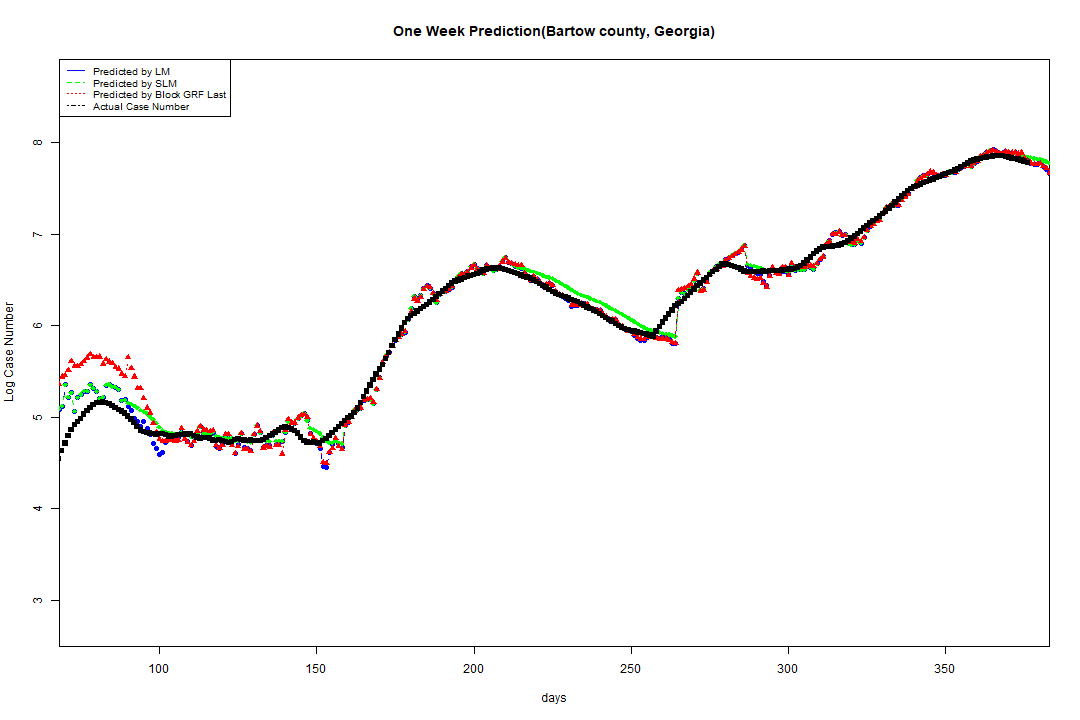 One Week Prediction(Bartow county, Georgia)
Predicted by LM
Predicted by SLM
Predicted by Block GRF Last
Actual Case Number
8
7
6
5
4
3
Log Case Number
100 150 200 250 300 350
days